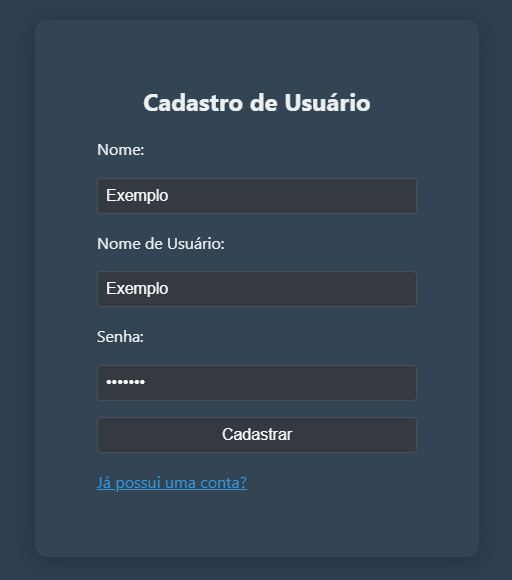 Cadastro de Usuário
Nome:
Exemplo
Nome de Usuário:
Exemplo
Senha:
•••••••
Cadastrar
Já possui uma conta?